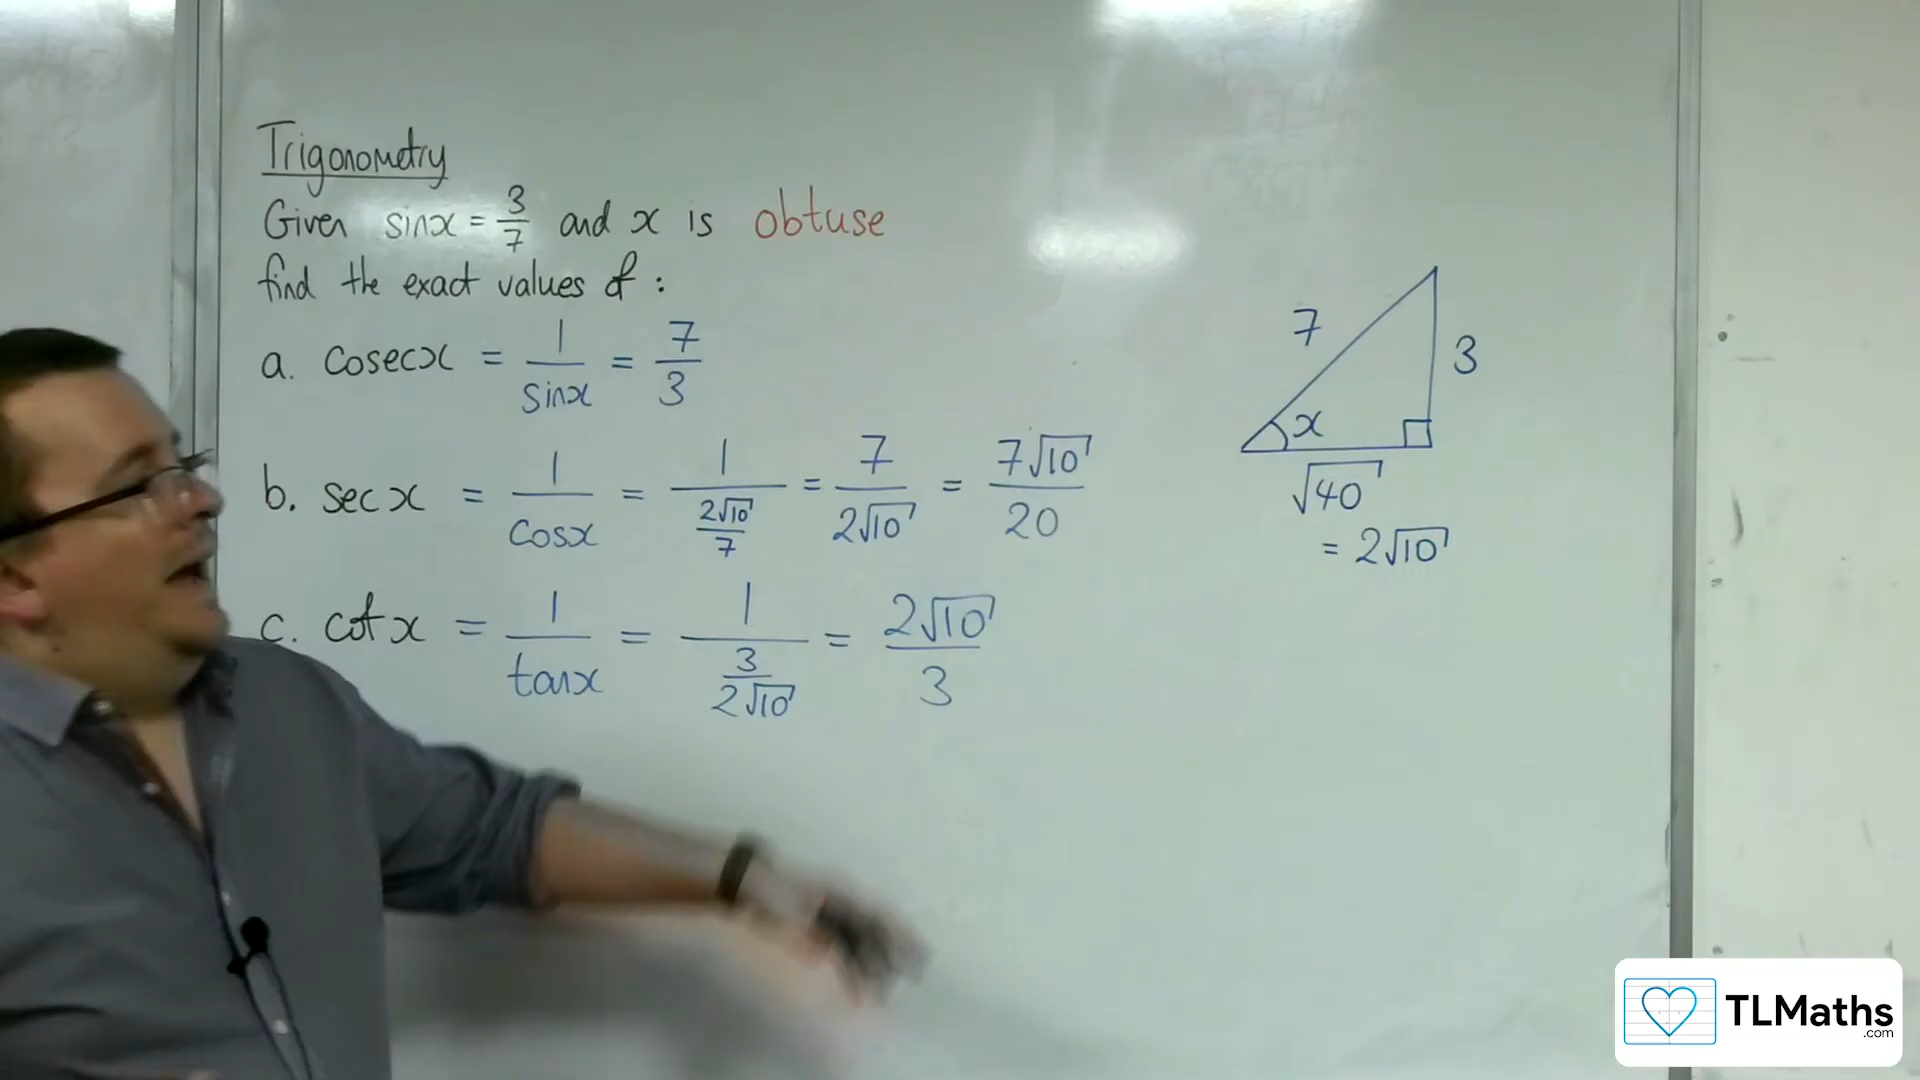 Trigonometry
Given sinx = 3/7 and x is obtuse
find the exact values of :
a. cosecx = 1/sinx = 7/3
b. secx = 1/cosx = 1/(2√10/7) = 7/2√10 = 7√10/20
c. cotx = 1/tanx = 1/(3/2√10) = 2√10/3
7
3
x
√40
= 2√10
TLMaths
.com